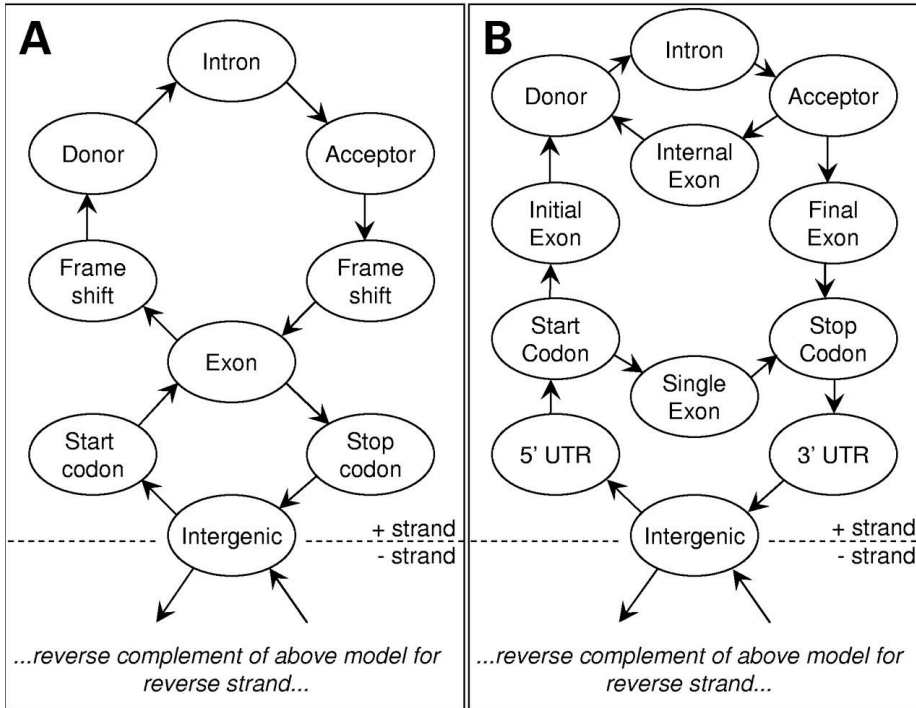 A
Intron
Donor
Acceptor
Frame
shift
Frame
shift
Exon
Start
codon
Stop
codon
Intergenic
+ strand
- strand
...reverse complement of above model for
reverse strand...
B
Intron
Donor
Acceptor
Internal
Exon
Initial
Exon
Final
Exon
Start
Codon
Stop
Codon
Single
Exon
5' UTR
3' UTR
Intergenic
+ strand
- strand
...reverse complement of above model for
reverse strand...